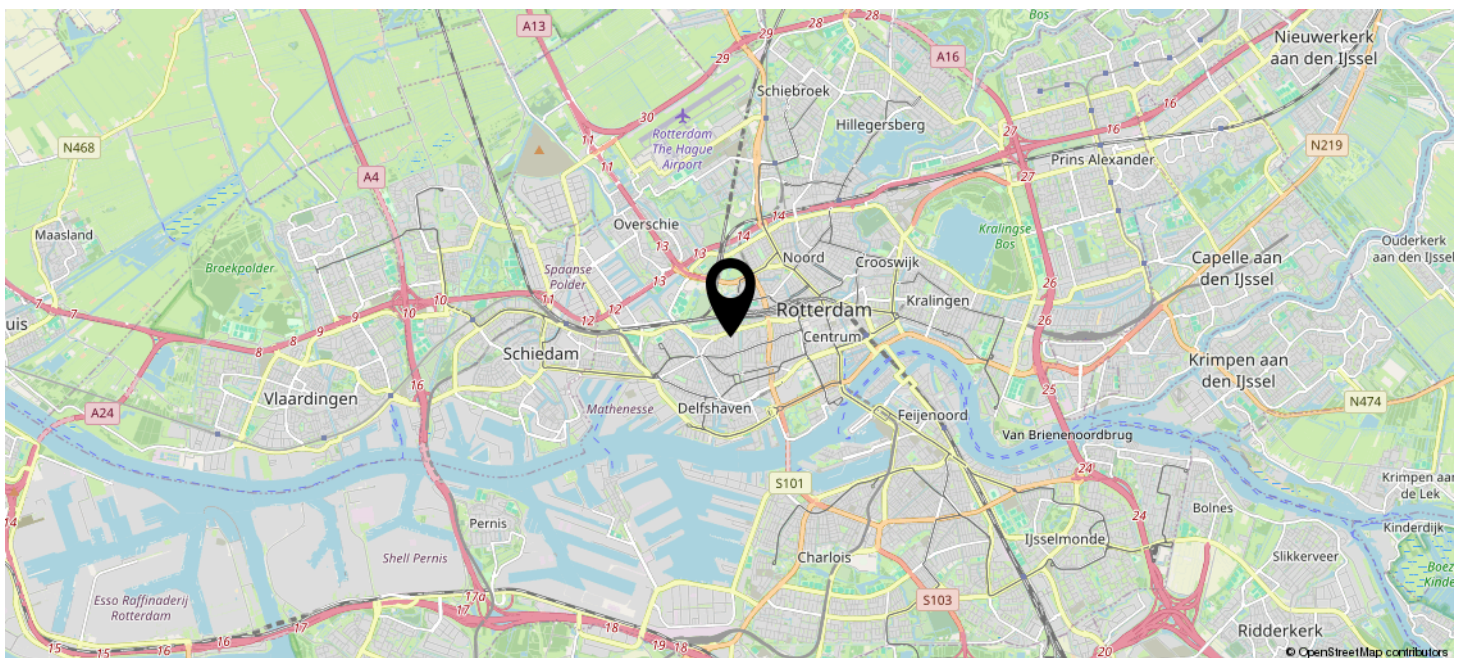 A13
28
28
Bos
29
A16
Nieuwerkerk
aan den IJssel
29
Schiebroek
16
30
Rotterdam
The Hague
Airport
Hillegersberg
27
16
N468
11
11
Prins Alexander
N219
A4
27
Maasland
Overschie
14
14
13
13
Kralingse
Bos
Ouderkerk
aan den IJssel
Broekpolder
Spaanse
Polder
Noord
Crooswijk
Capelle aan
den IJssel
7
7
10
10
11
13
26
uis
9
8
8
9
12
12
Rotterdam
Kralingen
26
Centrum
Schiedam
Krimpen aan
den IJssel
16
25
Vlaardingen
A24
Mathenesse
Delfshaven
Feijenoord
N474
Van Brienenoordbrug
24
S101
Krimpen aan
de Lek
14
Pernis
24
Bolnes
Kinderdijk
IJsselmonde
Shell Pernis
Charlois
Slikkerveer
Boez
Kinde
Esso Raffinaderij
Rotterdam
17a
17
17
18
S103
15
15
16
16
19
18
20
Ridderkerk
© OpenStreetMap contributors